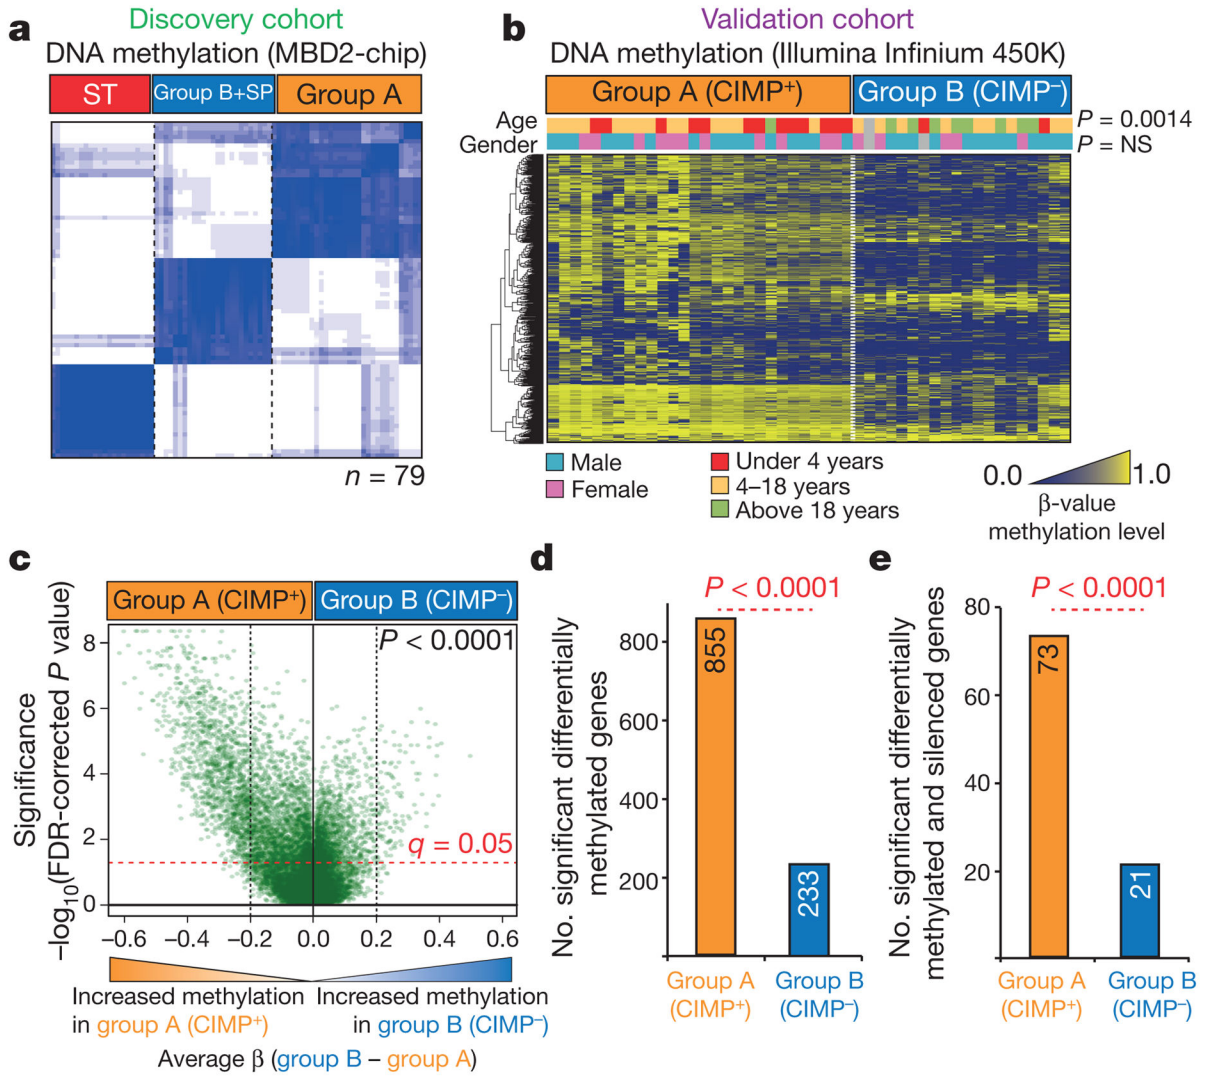 a
Discovery cohort
DNA methylation (MBD2-chip)
ST
Group B+SP
Group A
n = 79
b
Validation cohort
DNA methylation (Illumina Infinium 450K)
Group A (CIMP⁺)
Group B (CIMP⁻)
Age
P = 0.0014
Gender
P = NS
Male
Female
Under 4 years
4–18 years
Above 18 years
0.0
1.0
β-value
methylation level
c
Group A (CIMP⁺)
Group B (CIMP⁻)
P < 0.0001
q = 0.05
Significance
–log₁₀(FDR-corrected P value)
8
6
4
2
0
–0.6
–0.4
–0.2
0.0
0.2
0.4
0.6
Increased methylation
in group A (CIMP⁺)
Increased methylation
in group B (CIMP⁻)
Average β (group B – group A)
d
P < 0.0001
No. significant differentially
methylated genes
800
600
400
200
855
233
Group A
(CIMP⁺)
Group B
(CIMP⁻)
e
P < 0.0001
No. significant differentially
methylated and silenced genes
80
60
40
20
73
21
Group A
(CIMP⁺)
Group B
(CIMP⁻)